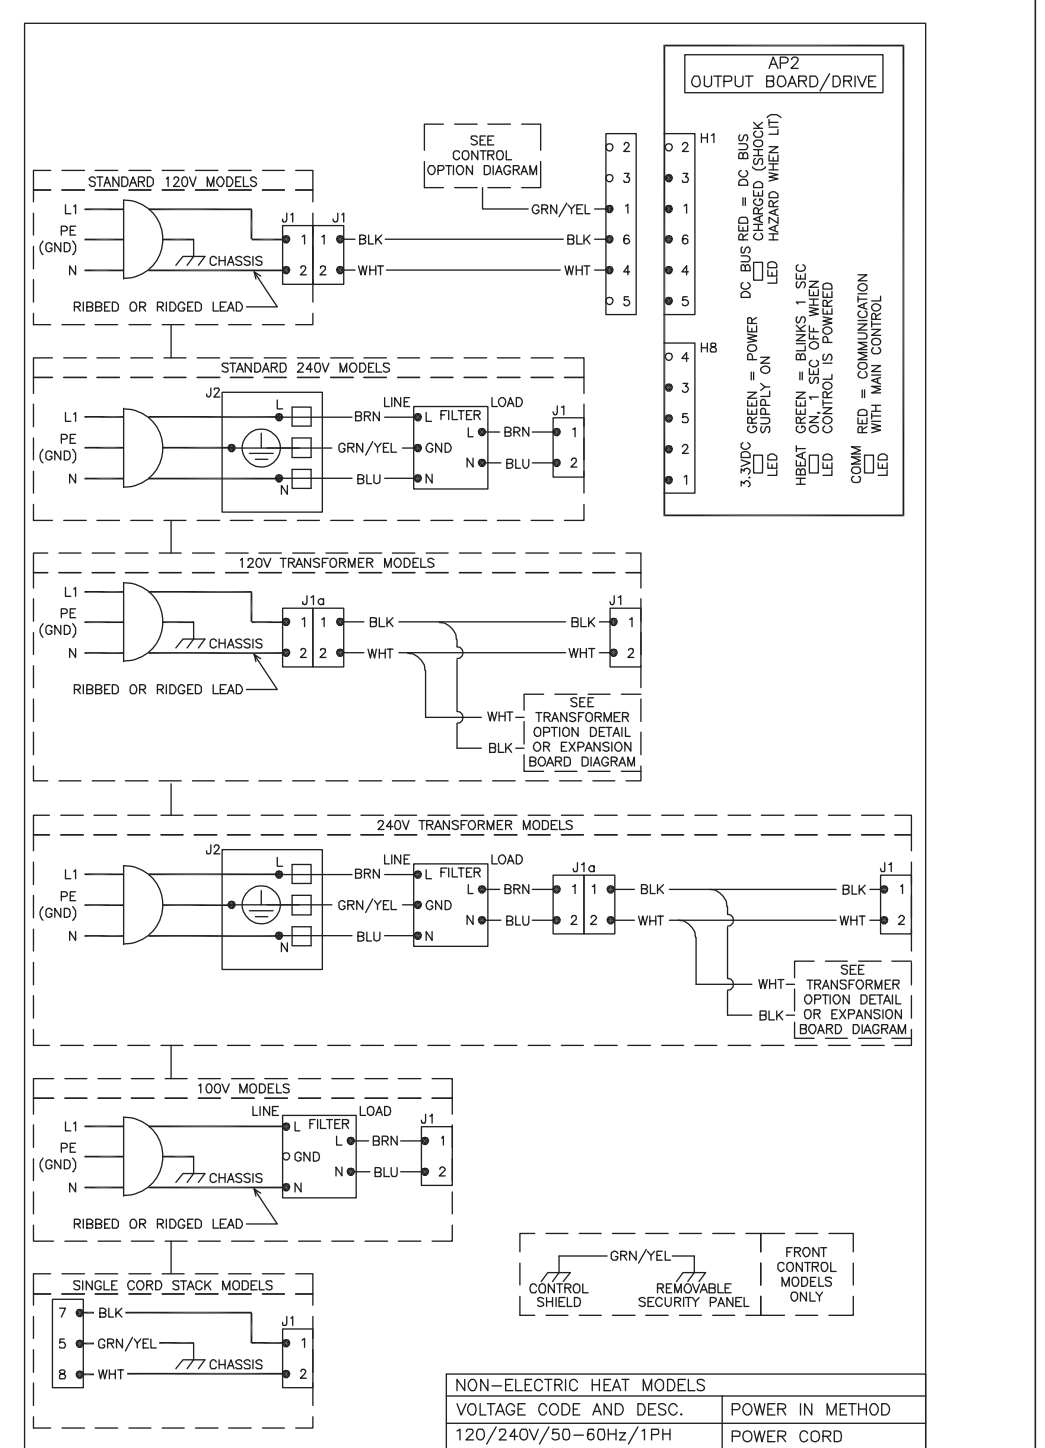 AP2
OUTPUT BOARD/DRIVE
H1
2
3
1
6
4
5
H8
4
3
5
2
1
DC BUS
LED
RED = DC BUS
CHARGED (SHOCK
HAZARD WHEN LIT)
3.3VDC
LED
GREEN = POWER
SUPPLY ON
HBEAT
LED
GREEN = BLINKS 1 SEC
ON, 1 SEC OFF WHEN
CONTROL IS POWERED
COMM
LED
RED = COMMUNICATION
WITH MAIN CONTROL
SEE
CONTROL
OPTION DIAGRAM
GRN/YEL
2
3
1
6
4
5
STANDARD 120V MODELS
L1
PE
(GND)
N
CHASSIS
RIBBED OR RIDGED LEAD
J1 J1
1 1 BLK BLK
2 2 WHT WHT
STANDARD 240V MODELS
L1
PE
(GND)
N
J2
L
N
BRN
GRN/YEL
BLU
LINE LOAD
L FILTER
GND
N
L BRN
N BLU
J1
1
2
120V TRANSFORMER MODELS
L1
PE
(GND)
N
CHASSIS
RIBBED OR RIDGED LEAD
J1a
1 1 BLK BLK
2 2 WHT WHT
J1
1
2
WHT
BLK
SEE
TRANSFORMER
OPTION DETAIL
OR EXPANSION
BOARD DIAGRAM
240V TRANSFORMER MODELS
L1
PE
(GND)
N
J2
L
N
BRN
GRN/YEL
BLU
LINE LOAD
L FILTER
GND
N
L BRN
N BLU
J1a
1 1 BLK BLK
2 2 WHT WHT
J1
1
2
WHT
BLK
SEE
TRANSFORMER
OPTION DETAIL
OR EXPANSION
BOARD DIAGRAM
100V MODELS
L1
PE
(GND)
N
CHASSIS
RIBBED OR RIDGED LEAD
LINE LOAD
L FILTER
GND
N
L BRN
N BLU
J1
1
2
SINGLE CORD STACK MODELS
7 BLK
5 GRN/YEL
8 WHT
CHASSIS
J1
1
2
GRN/YEL
CONTROL
SHIELD
REMOVABLE
SECURITY PANEL
FRONT
CONTROL
MODELS
ONLY
NON-ELECTRIC HEAT MODELS
VOLTAGE CODE AND DESC. POWER IN METHOD
120/240V/50-60Hz/1PH POWER CORD